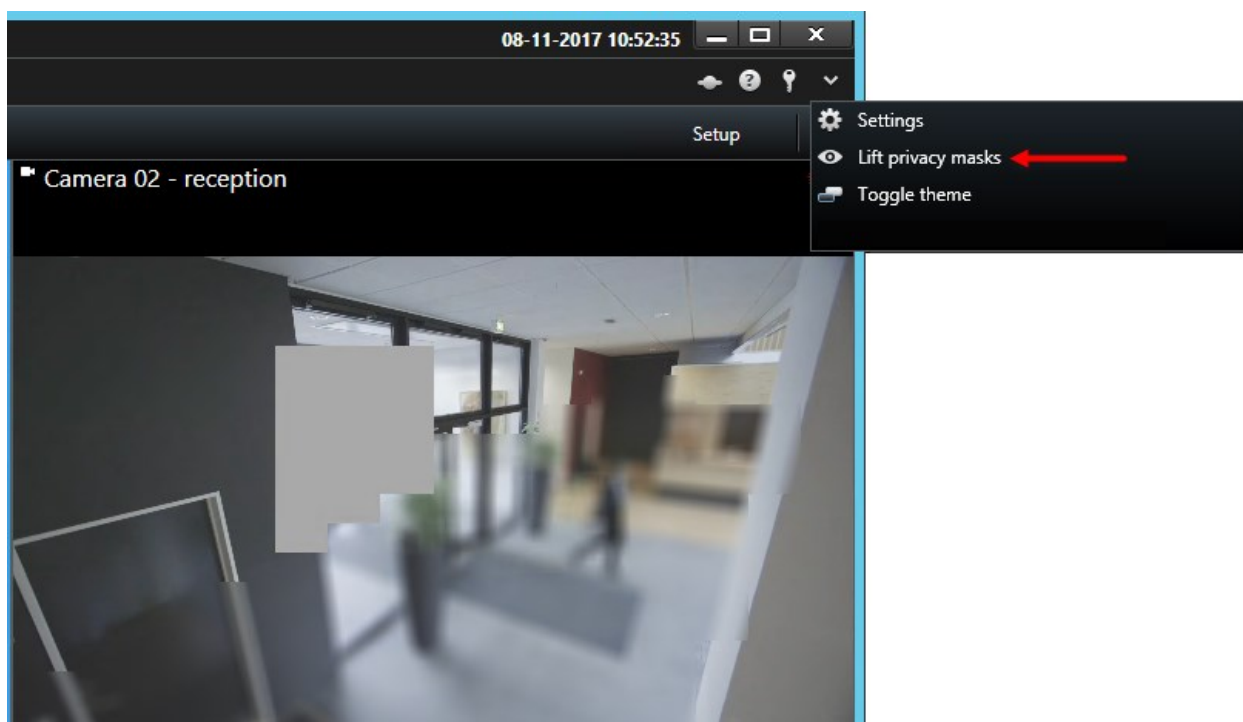 08-11-2017 10:52:35
Setup
Settings
Lift privacy masks
Toggle theme
Camera 02 - reception